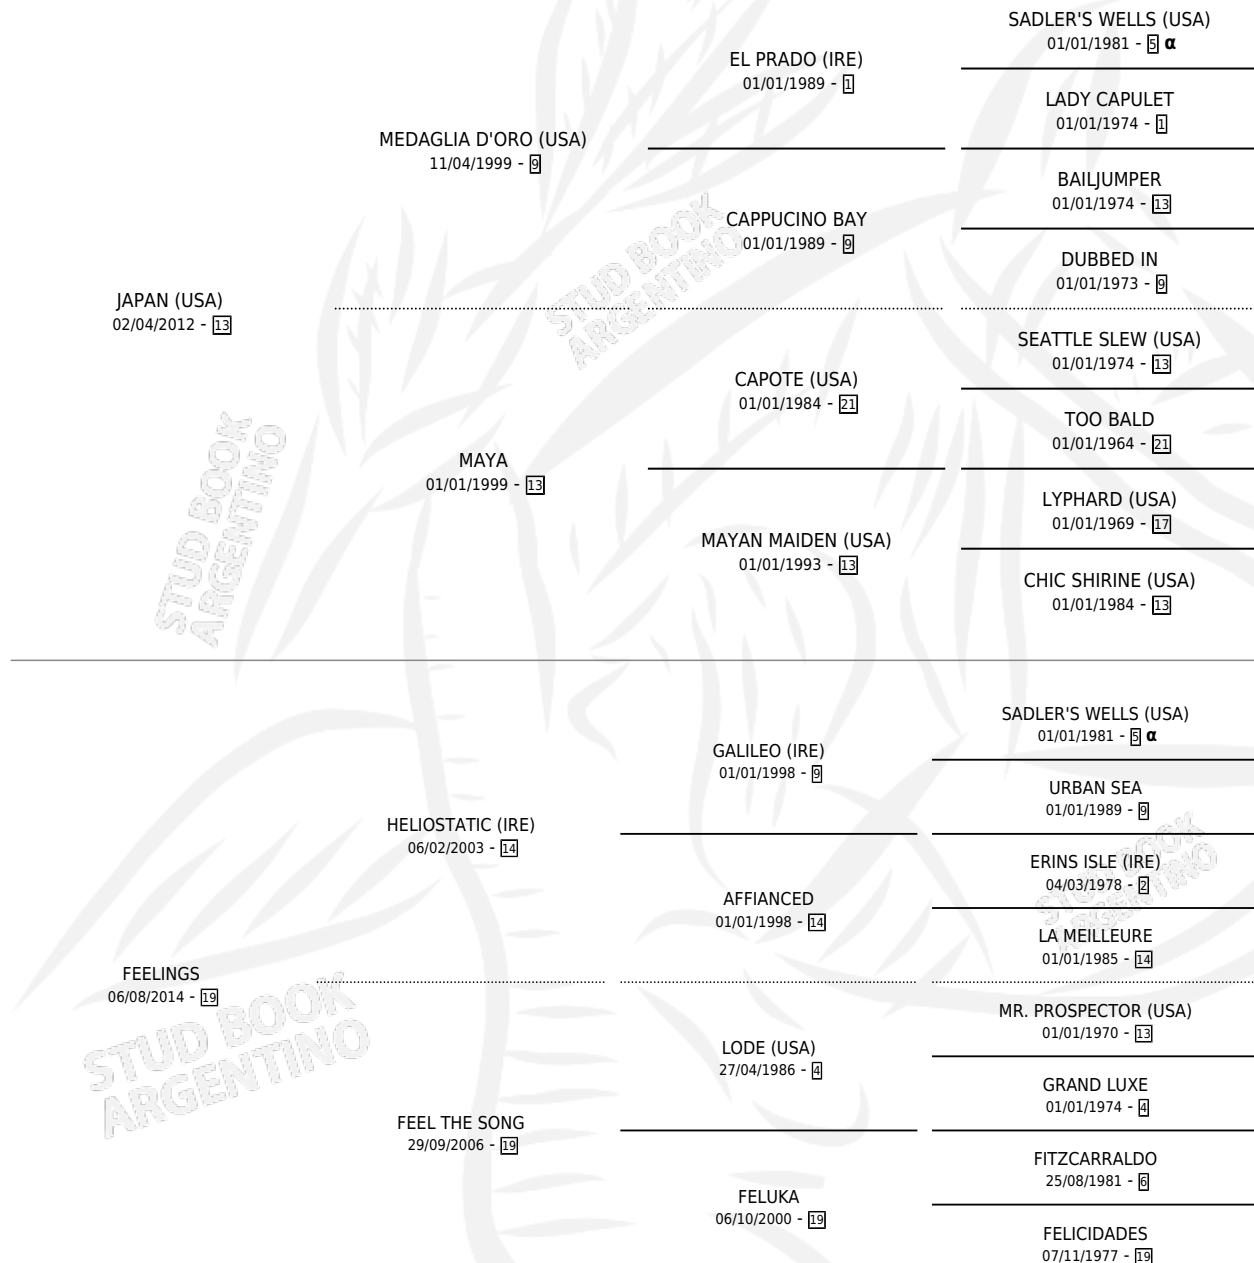 SADLER'S WELLS (USA)
01/01/1981 - 5 α
EL PRADO (IRE)
01/01/1989 - 1
LADY CAPULET
01/01/1974 - 1
MEDAGLIA D'ORO (USA)
11/04/1999 - 9
BAILJUMPER
01/01/1974 - 13
CAPPUCINO BAY
01/01/1989 - 9
DUBBED IN
01/01/1973 - 9
JAPAN (USA)
02/04/2012 - 13
SEATTLE SLEW (USA)
01/01/1974 - 13
CAPOTE (USA)
01/01/1984 - 21
TOO BALD
01/01/1964 - 21
MAYA
01/01/1999 - 13
LYPHARD (USA)
01/01/1969 - 17
MAYAN MAIDEN (USA)
01/01/1993 - 13
CHIC SHIRINE (USA)
01/01/1984 - 13
SADLER'S WELLS (USA)
01/01/1981 - 5 α
GALILEO (IRE)
01/01/1998 - 9
URBAN SEA
01/01/1989 - 9
HELIOSTATIC (IRE)
06/02/2003 - 14
ERINS ISLE (IRE)
04/03/1978 - 2
AFFIANCED
01/01/1998 - 14
LA MEILLEURE
01/01/1985 - 14
FEELINGS
06/08/2014 - 19
MR. PROSPECTOR (USA)
01/01/1970 - 13
LODE (USA)
27/04/1986 - 4
GRAND LUXE
01/01/1974 - 4
FEEL THE SONG
29/09/2006 - 19
FITZCARRALDO
25/08/1981 - 6
FELUKA
06/10/2000 - 19
FELICIDADES
07/11/1977 - 19
STUD BOOK
ARGENTINO
STUD BOOK
ARGENTINO
STUD BOOK
ARGENTINO
STUD BOOK
ARGENTINO